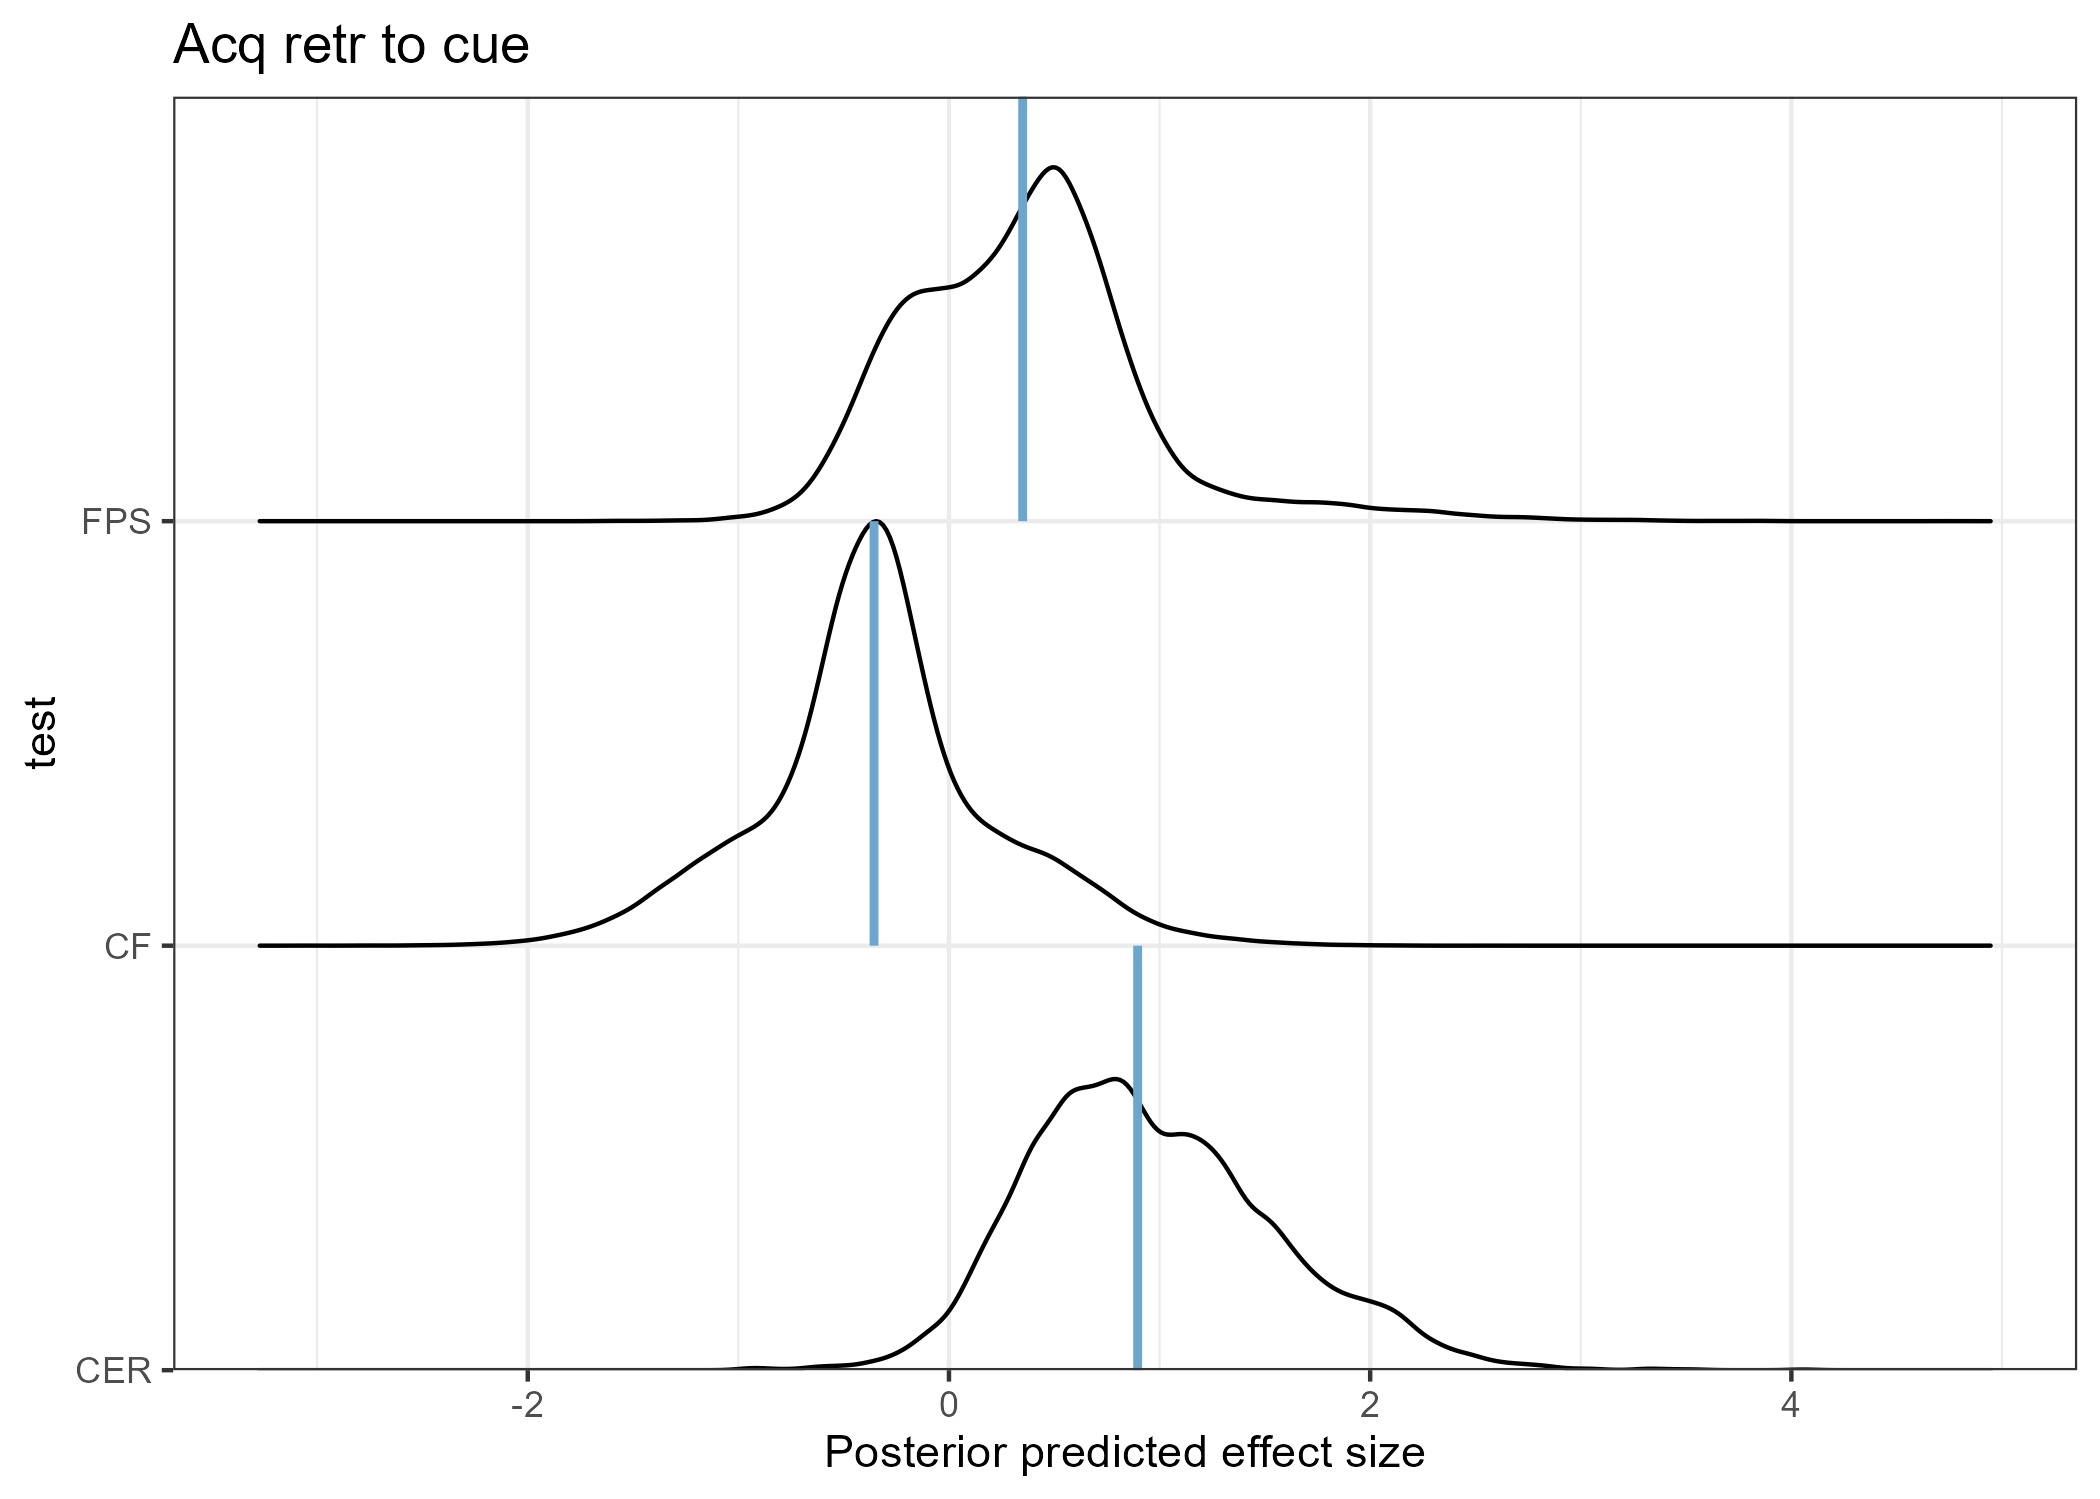 Acq retr to cue
FPS
CF
CER
test
-2 0 2 4
Posterior predicted effect size